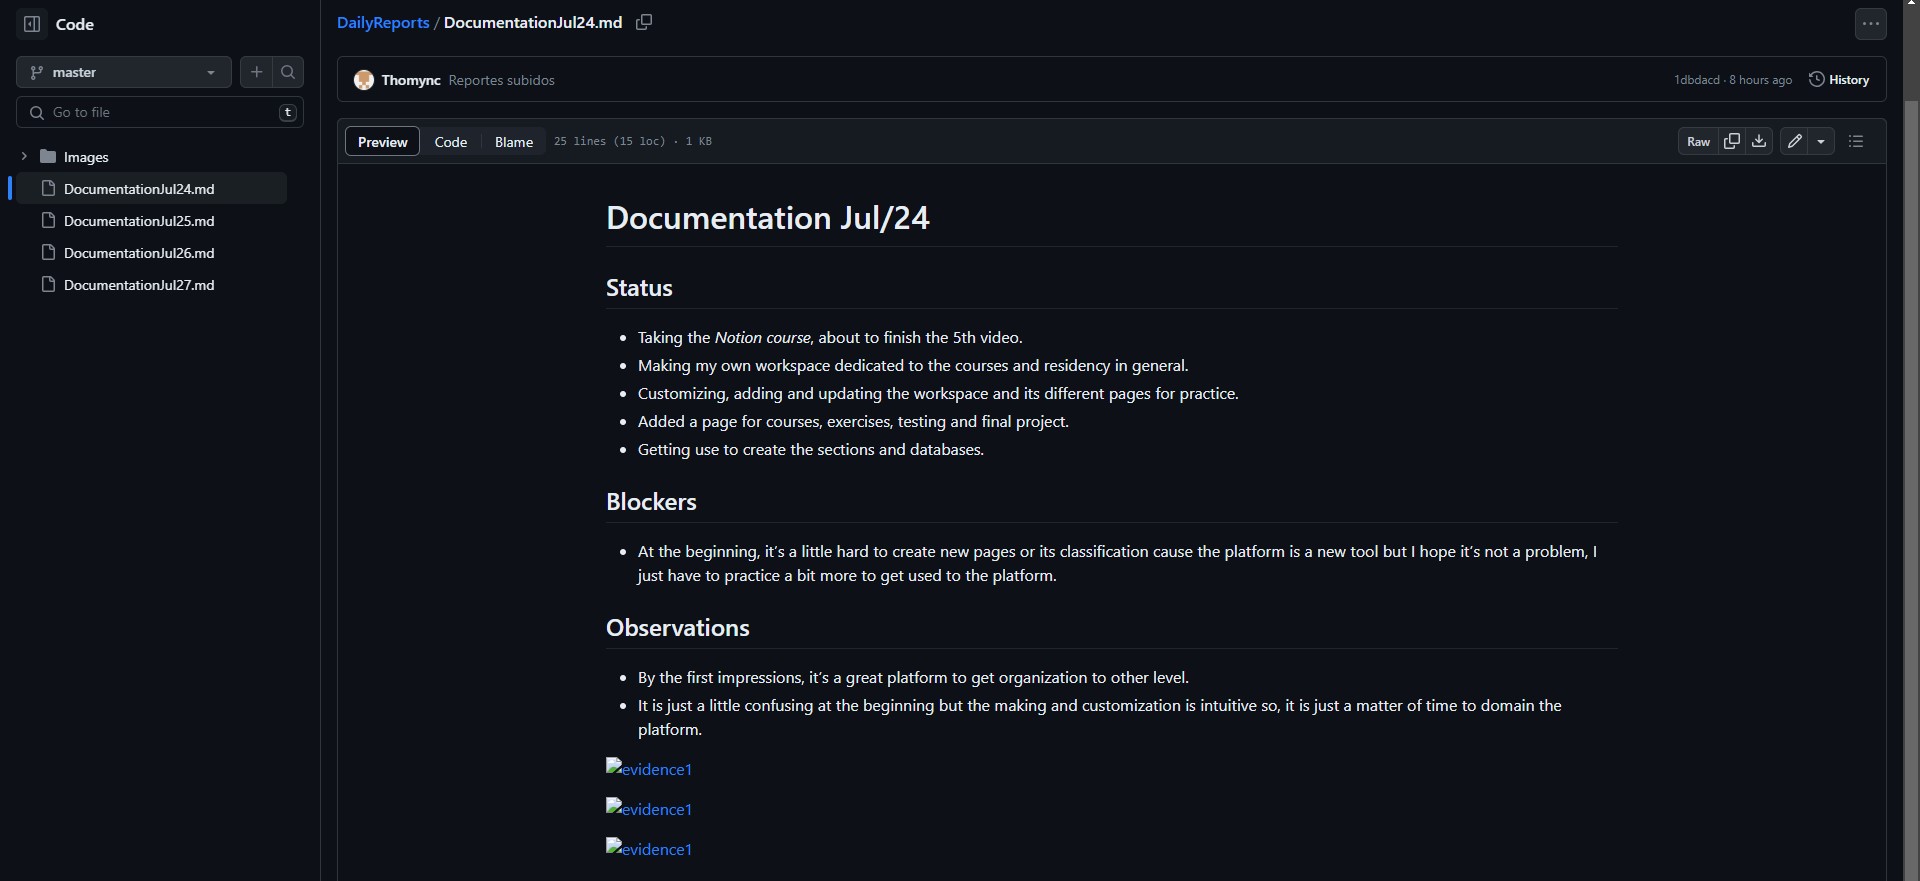 Code
master
Go to file
t
Images
DocumentationJul24.md
DocumentationJul25.md
DocumentationJul26.md
DocumentationJul27.md
DailyReports / DocumentationJul24.md
Thomync Reportes subidos
1dbdacd · 8 hours ago
History
Preview
Code
Blame
25 lines (15 loc) · 1 KB
Raw
Documentation Jul/24
Status
• Taking the Notion course, about to finish the 5th video.
• Making my own workspace dedicated to the courses and residency in general.
• Customizing, adding and updating the workspace and its different pages for practice.
• Added a page for courses, exercises, testing and final project.
• Getting use to create the sections and databases.
Blockers
• At the beginning, it's a little hard to create new pages or its classification cause the platform is a new tool but I hope it's not a problem, I
just have to practice a bit more to get used to the platform.
Observations
• By the first impressions, it's a great platform to get organization to other level.
• It is just a little confusing at the beginning but the making and customization is intuitive so, it is just a matter of time to domain the
platform.
evidence1
evidence1
evidence1